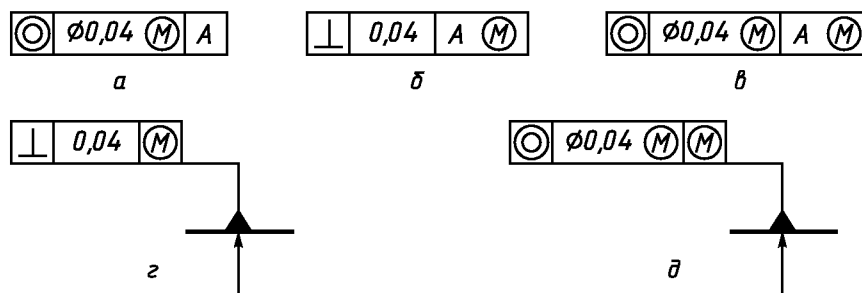 ◎ Ø0,04 Ⓜ A
⊥ 0,04 A Ⓜ
◎ Ø0,04 Ⓜ A Ⓜ
а
б
в
⊥ 0,04 Ⓜ
◎ Ø0,04 Ⓜ Ⓜ
г
д